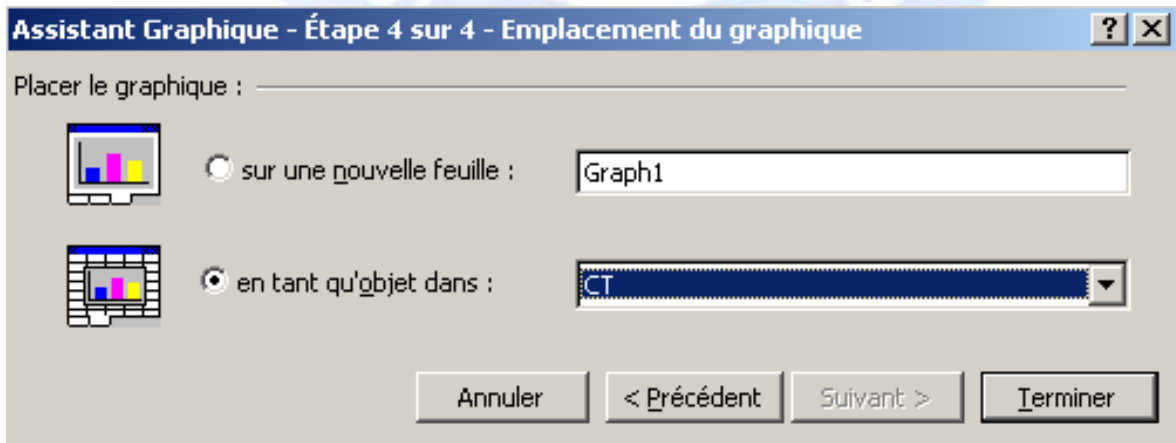 Assistant Graphique - Étape 4 sur 4 - Emplacement du graphique
Placer le graphique :
sur une nouvelle feuille : Graph1
en tant qu'objet dans : CT
Annuler < Précédent Suivant > Terminer